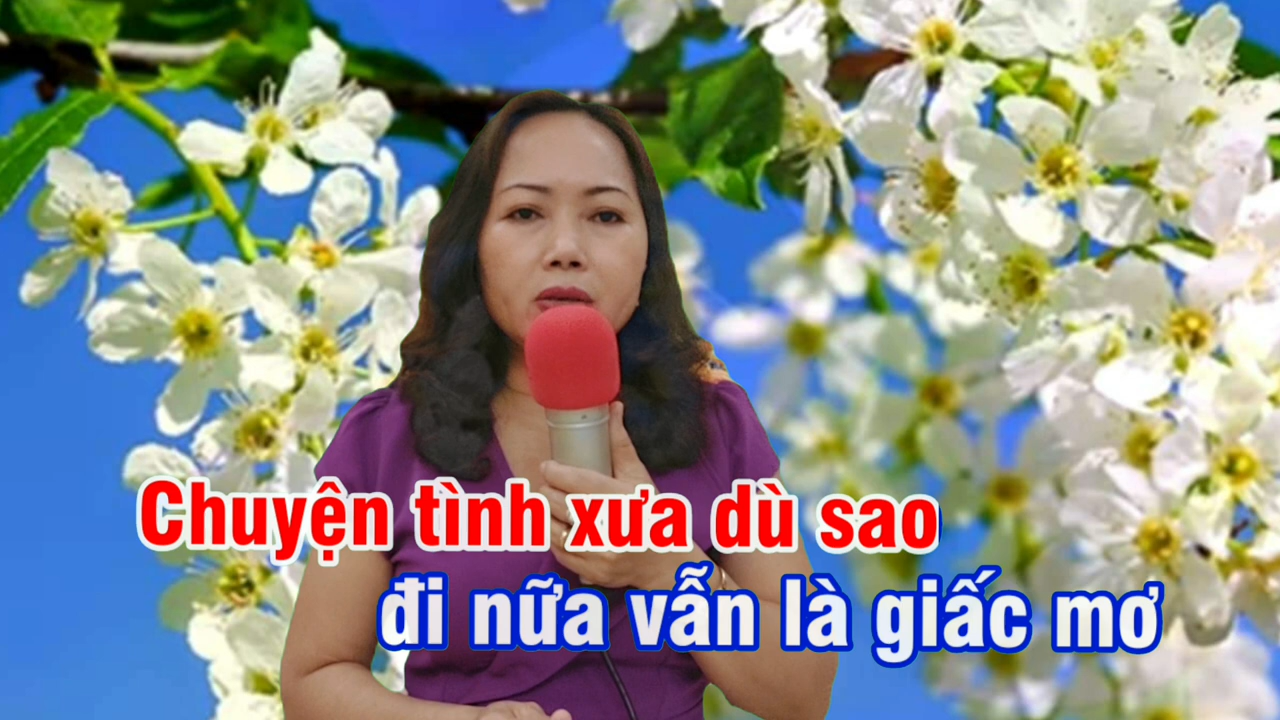 Chuyện tình xưa dù sao
đi nữa vẫn là giấc mơ